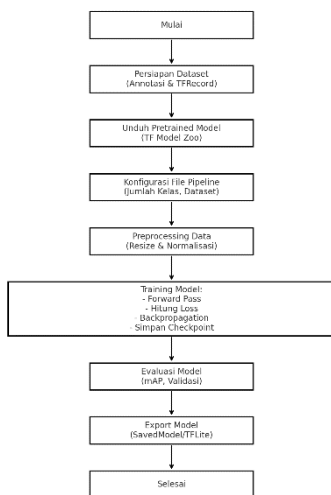 Mulai
Persiapan Dataset
(Annotasi & TFRecord)
Unduh Pretrained Model
(TF Model Zoo)
Konfigurasi File Pipeline
(Jumlah Kelas, Dataset)
Preprocessing Data
(Resize & Normalisasi)
Training Model:
- Forward Pass
- Hitung Loss
- Backpropagation
- Simpan Checkpoint
Evaluasi Model
(mAP, Validasi)
Export Model
(SavedModel/TFLite)
Selesai